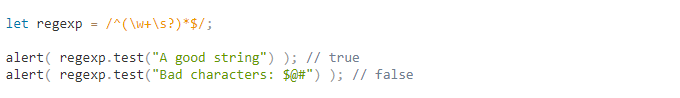 let regexp = /^(\w+\s?)*$/;
alert( regexp.test("A good string") ); // true
alert( regexp.test("Bad characters: $@#") ); // false